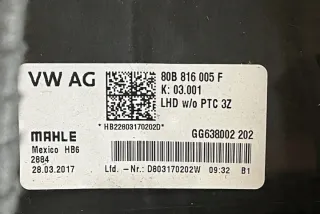 VW AG
80B 816 005 F
K: 03.001
LHD w/o PTC 3Z
*HB22803170202D*
GG638002 202
MAHLE
Mexico HB6
2884
28.03.2017
Lfd. -Nr.: D803170202W 09:32 B1